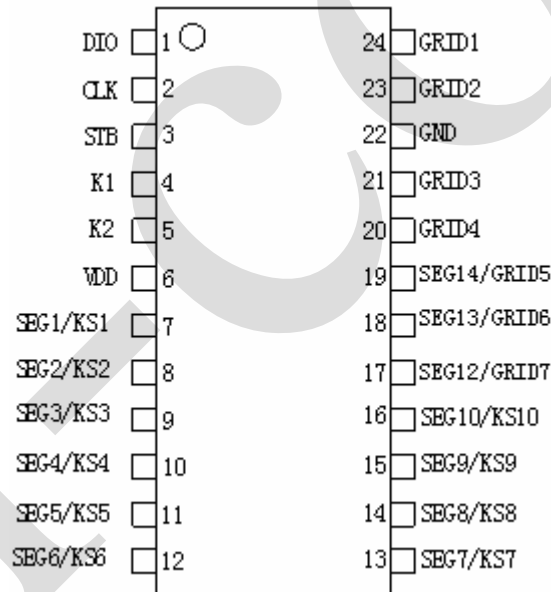 DIO 1 24 GRID1
CLK 2 23 GRID2
STB 3 22 GND
K1 4 21 GRID3
K2 5 20 GRID4
VDD 6 19 SEG14/GRID5
SEG1/KS1 7 18 SEG13/GRID6
SEG2/KS2 8 17 SEG12/GRID7
SEG3/KS3 9 16 SEG10/KS10
SEG4/KS4 10 15 SEG9/KS9
SEG5/KS5 11 14 SEG8/KS8
SEG6/KS6 12 13 SEG7/KS7